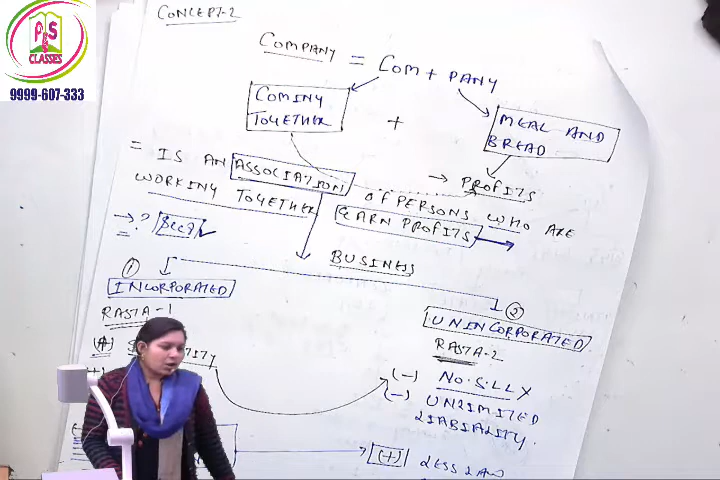 P S
CLASSES
9999-607-333
CONCEPT-2
COMPANY = COM + PANY
COMING
TOGETHER
+
MEAL AND
BREAD
→ PROFITS
= IS AN ASSOCIATION OF PERSONS WHO ARE
WORKING TOGETHER EARN PROFITS
→ ?
BUSINESS
①
INCORPORATED
RASTA-1
(+)
②
UNINCORPORATED
RASTA-2
(-) NO. S.L.L X
(-) UNLIMITED
LIABIALITY.
(+) LESS LAW